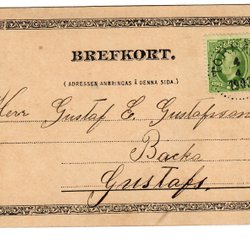 BREFKORT.
(ADRESSEN ANBRINGAS Å DENNA SIDA.)
Herr Gustaf E. Gustafsson
Backa
Gustafs.